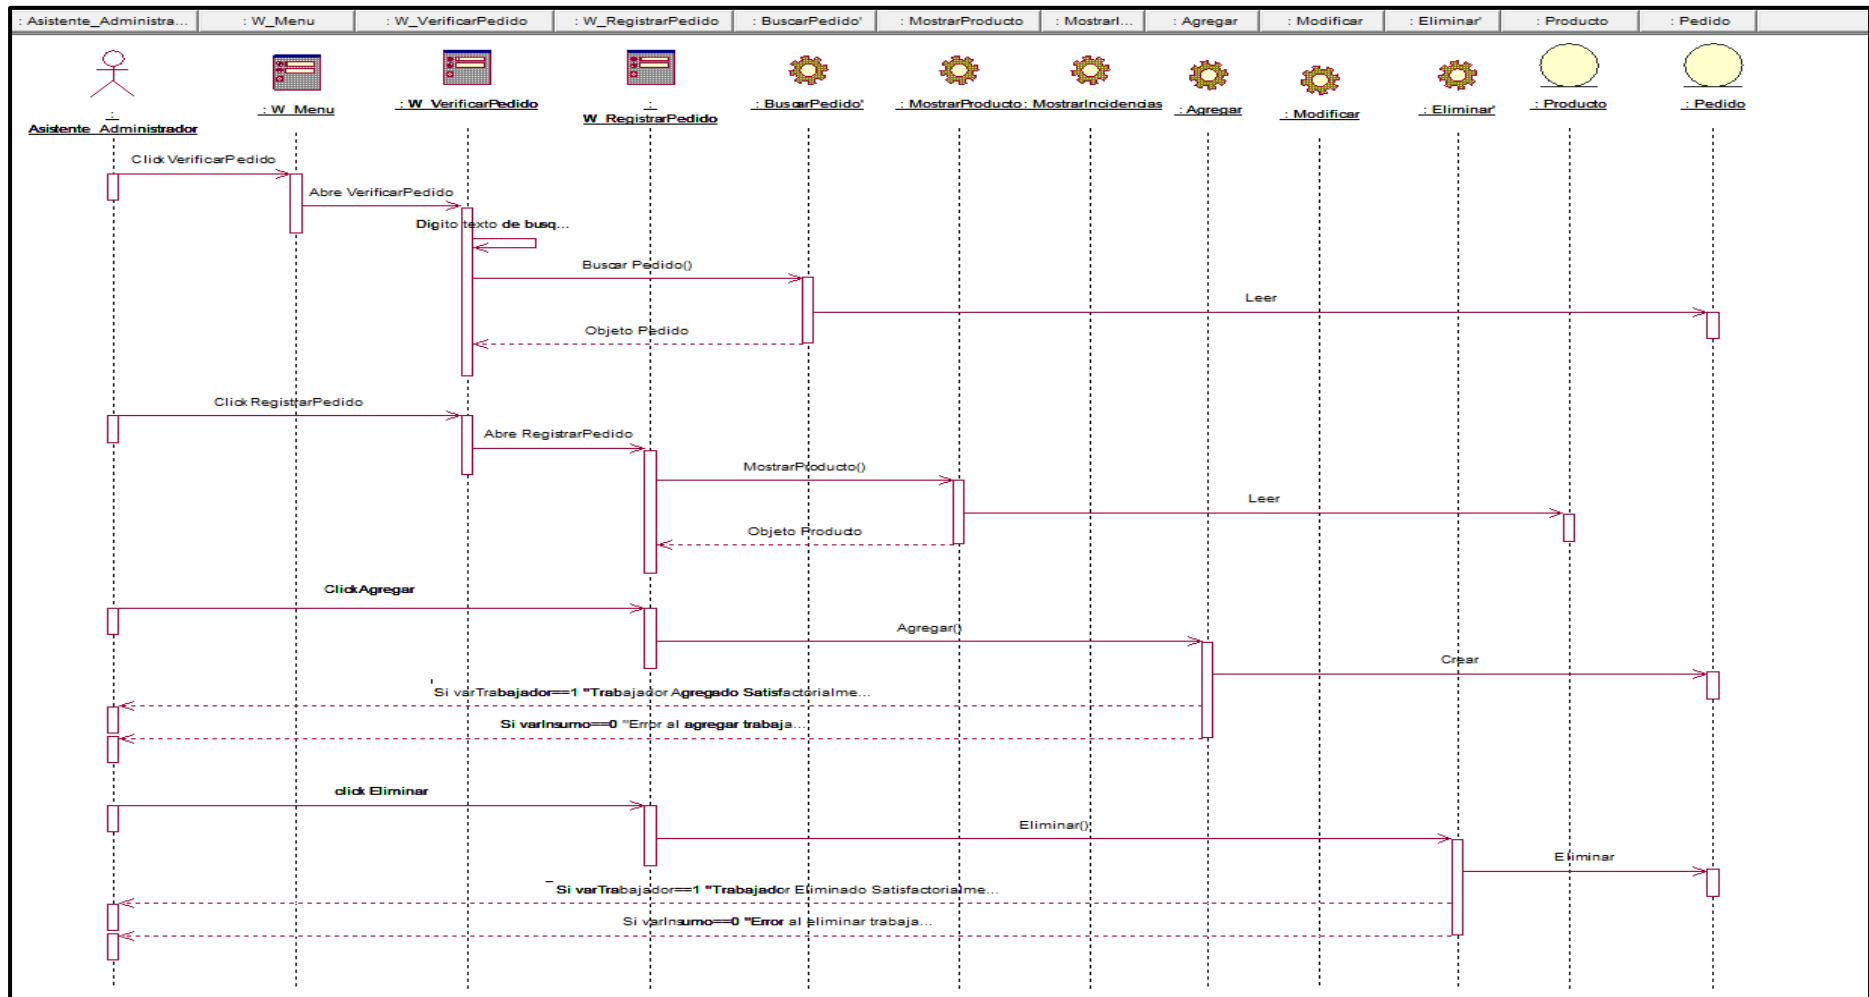 : Asistente_Administra...
: W_Menu
: W_VerificarPedido
: W_RegistrarPedido
: BuscarPedido'
: MostrarProducto
: MostrarI...
: Agregar
: Modificar
: Eliminar'
: Producto
: Pedido
:
Asistente_Administrador
: W_Menu
: W_VerificarPedido
:
W_RegistrarPedido
: BuscarPedido'
: MostrarProducto
: MostrarIncidencias
: Agregar
: Modificar
: Eliminar'
: Producto
: Pedido
Click VerificarPedido
Abre VerificarPedido
Digito texto de busq...
Buscar Pedido()
Leer
Objeto Pedido
Click RegistrarPedido
Abre RegistrarPedido
MostrarProducto()
Leer
Objeto Producto
Click Agregar
Agregar()
Crear
Si varTrabajador==1 "Trabajador Agregado Satisfactorialme...
Si varInsumo==0 "Error al agregar trabaja...
click Eliminar
Eliminar()
Eliminar
Si varTrabajador==1 "Trabajador Eliminado Satisfactorialme...
Si varInsumo==0 "Error al eliminar trabaja...